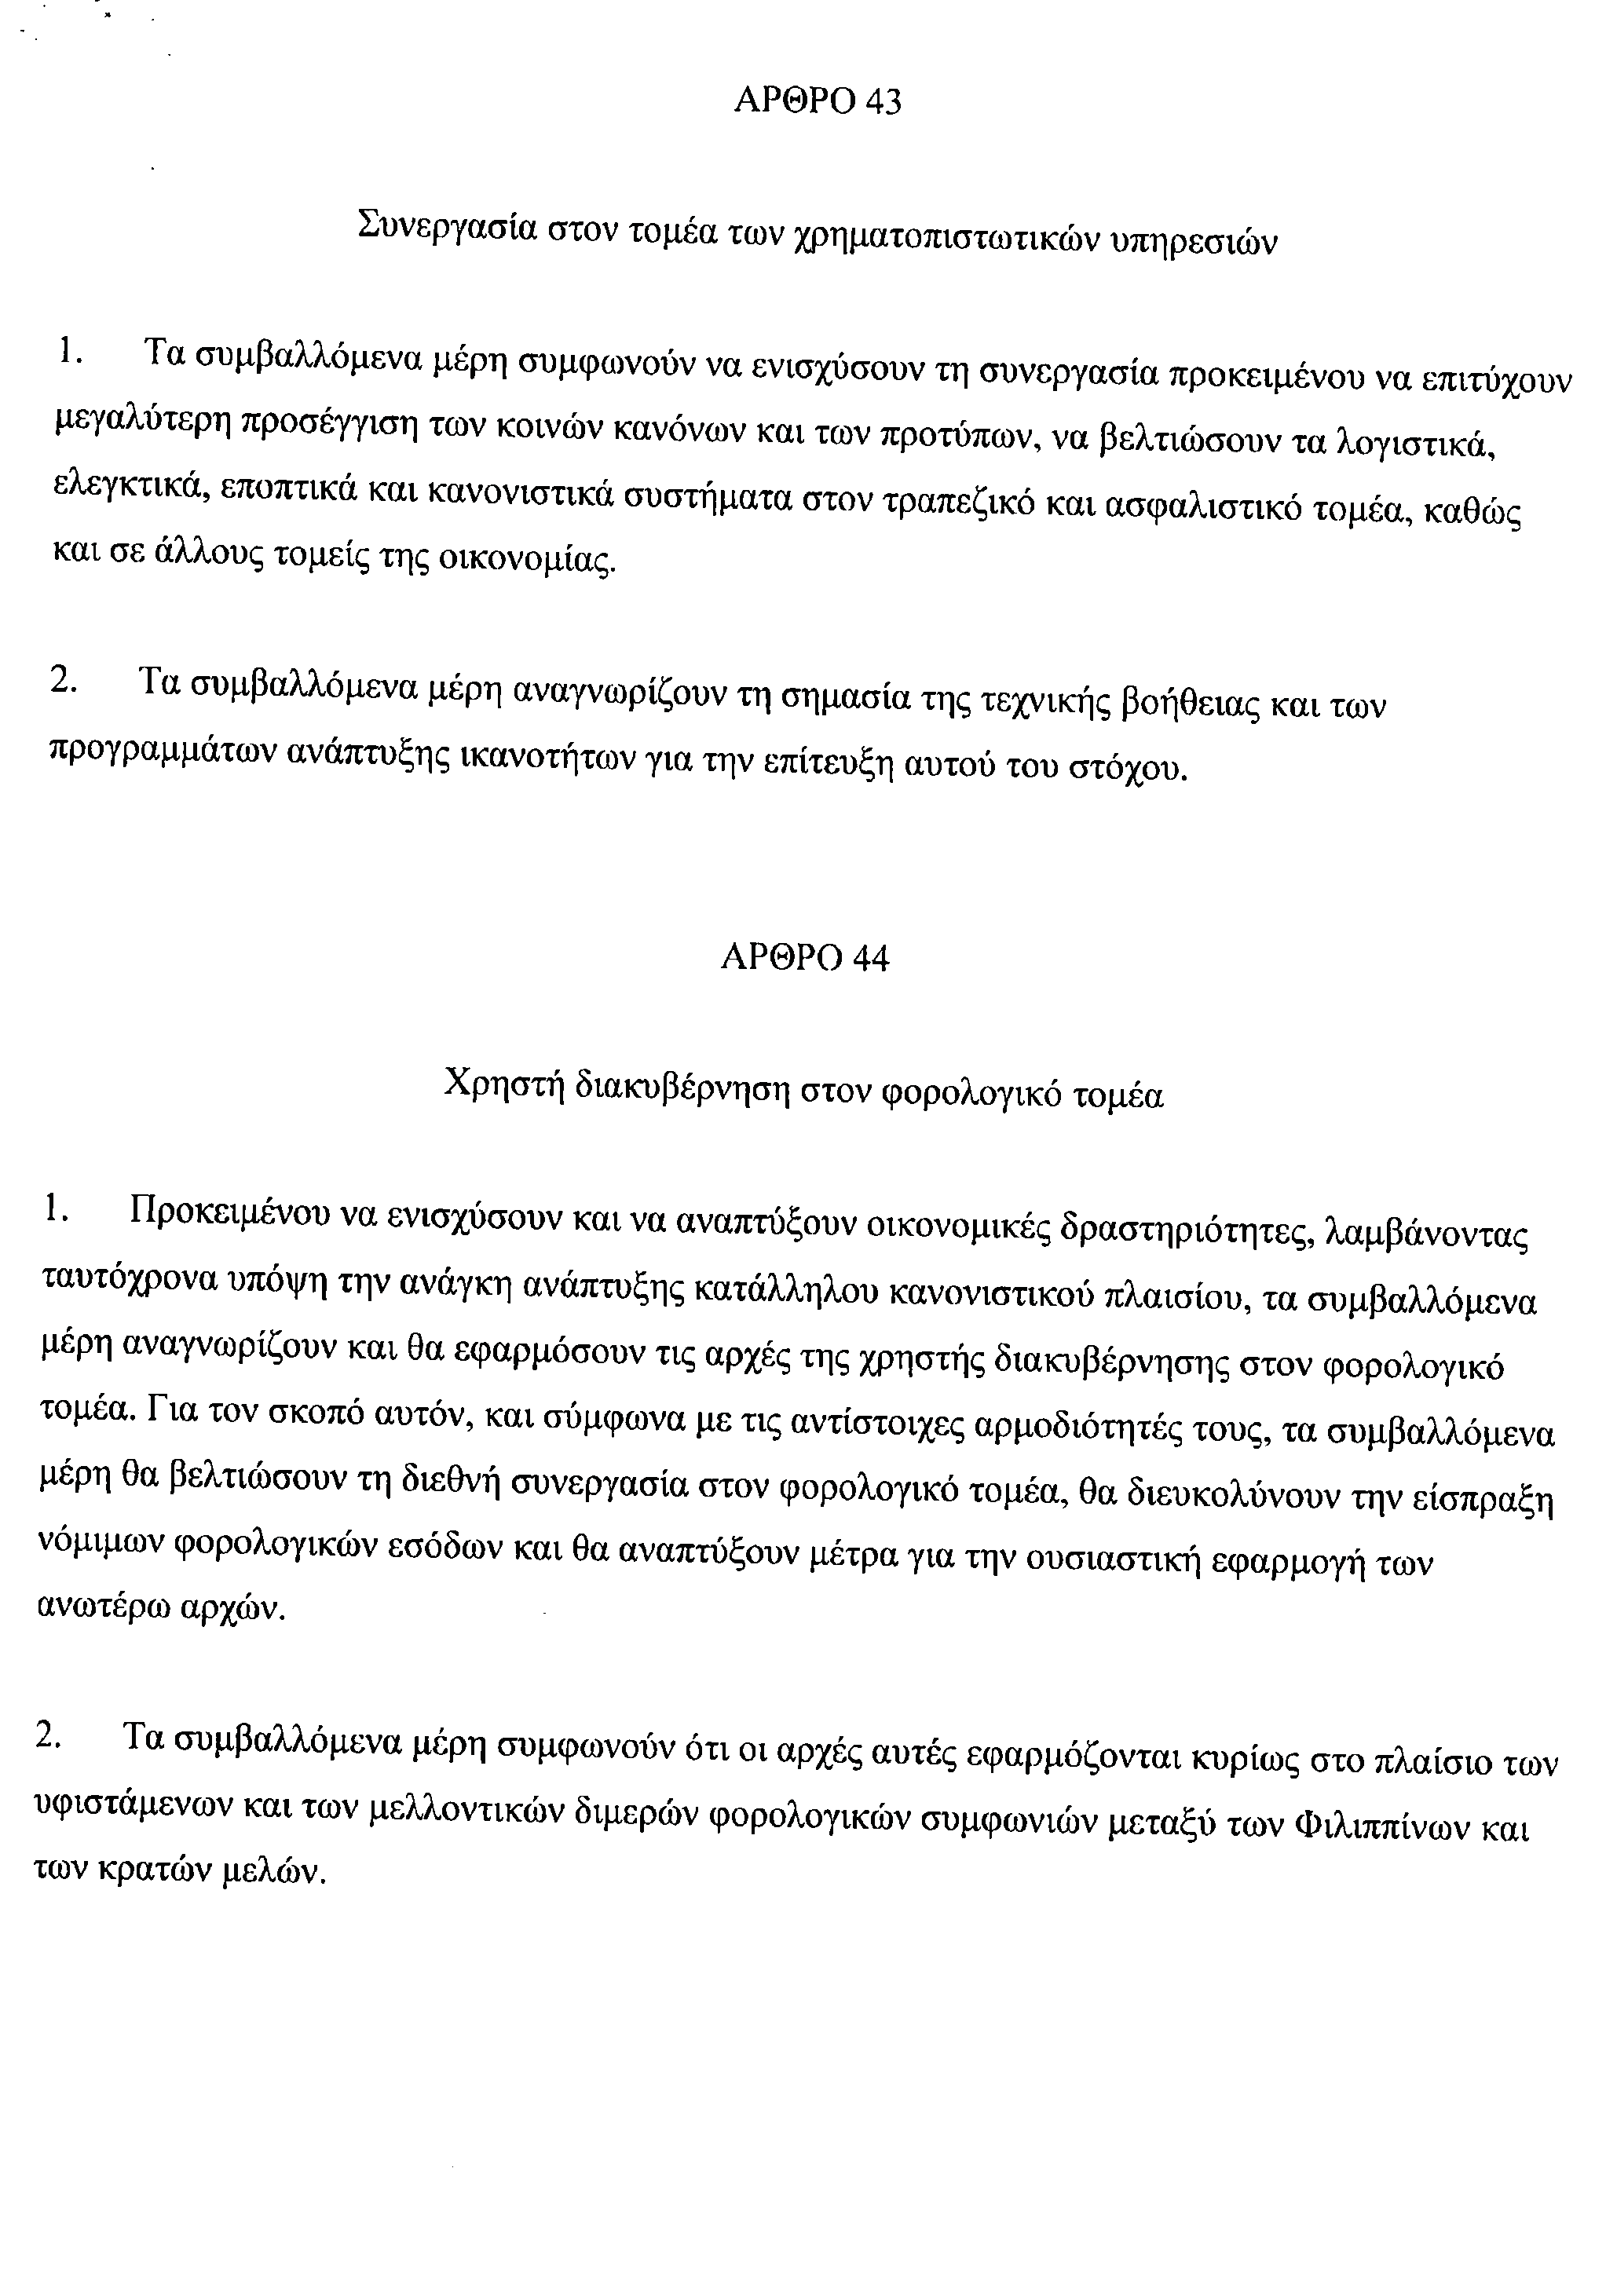 ΑΡΘΡΟ 43
Συνεργασία στον τομέα των χρηματοπιστωτικών υπηρεσιών
1. Τα συμβαλλόμενα μέρη συμφωνούν να ενισχύσουν τη συνεργασία προκειμένου να επιτύχουν
μεγαλύτερη προσέγγιση των κοινών κανόνων και των προτύπων, να βελτιώσουν τα λογιστικά,
ελεγκτικά, εποπτικά και κανονιστικά συστήματα στον τραπεζικό και ασφαλιστικό τομέα, καθώς
και σε άλλους τομείς της οικονομίας.
2. Τα συμβαλλόμενα μέρη αναγνωρίζουν τη σημασία της τεχνικής βοήθειας και των
προγραμμάτων ανάπτυξης ικανοτήτων για την επίτευξη αυτού του στόχου.
ΑΡΘΡΟ 44
Χρηστή διακυβέρνηση στον φορολογικό τομέα
1. Προκειμένου να ενισχύσουν και να αναπτύξουν οικονομικές δραστηριότητες, λαμβάνοντας
ταυτόχρονα υπόψη την ανάγκη ανάπτυξης κατάλληλου κανονιστικού πλαισίου, τα συμβαλλόμενα
μέρη αναγνωρίζουν και θα εφαρμόσουν τις αρχές της χρηστής διακυβέρνησης στον φορολογικό
τομέα. Για τον σκοπό αυτόν, και σύμφωνα με τις αντίστοιχες αρμοδιότητές τους, τα συμβαλλόμενα
μέρη θα βελτιώσουν τη διεθνή συνεργασία στον φορολογικό τομέα, θα διευκολύνουν την είσπραξη
νόμιμων φορολογικών εσόδων και θα αναπτύξουν μέτρα για την ουσιαστική εφαρμογή των
ανωτέρω αρχών.
2. Τα συμβαλλόμενα μέρη συμφωνούν ότι οι αρχές αυτές εφαρμόζονται κυρίως στο πλαίσιο των
υφιστάμενων και των μελλοντικών διμερών φορολογικών συμφωνιών μεταξύ των Φιλιππίνων και
των κρατών μελών.